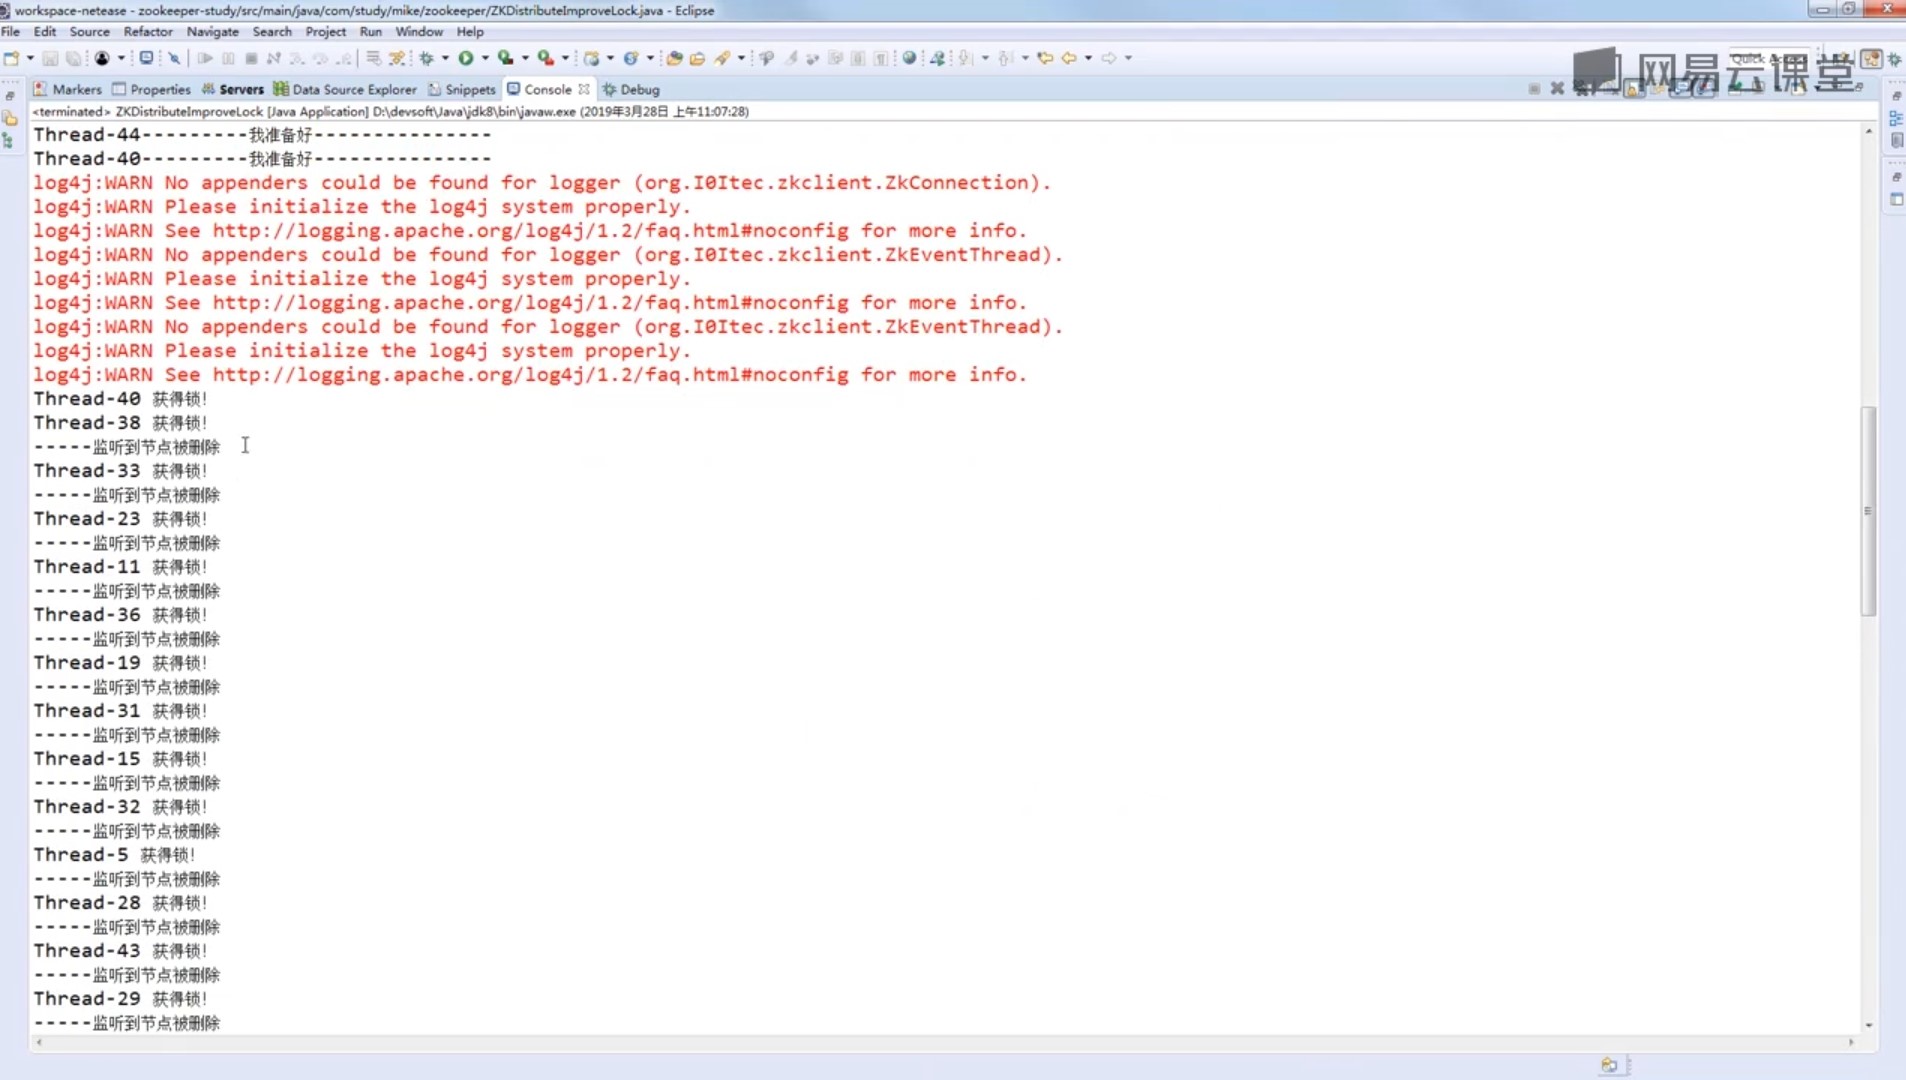 workspace-netease - zookeeper-study/src/main/java/com/study/mike/zookeeper/ZKDistributeImproveLock.java - Eclipse
File Edit Source Refactor Navigate Search Project Run Window Help
网易云课堂
Markers Properties Servers Data Source Explorer Snippets Console Debug
<terminated> ZKDistributeImproveLock [Java Application] D:\devsoft\Java\jdk8\bin\javaw.exe (2019年3月28日 上午11:07:28)
Thread-44---------我准备好---------------
Thread-40---------我准备好---------------
log4j:WARN No appenders could be found for logger (org.I0Itec.zkclient.ZkConnection).
log4j:WARN Please initialize the log4j system properly.
log4j:WARN See http://logging.apache.org/log4j/1.2/faq.html#noconfig for more info.
log4j:WARN No appenders could be found for logger (org.I0Itec.zkclient.ZkEventThread).
log4j:WARN Please initialize the log4j system properly.
log4j:WARN See http://logging.apache.org/log4j/1.2/faq.html#noconfig for more info.
log4j:WARN No appenders could be found for logger (org.I0Itec.zkclient.ZkEventThread).
log4j:WARN Please initialize the log4j system properly.
log4j:WARN See http://logging.apache.org/log4j/1.2/faq.html#noconfig for more info.
Thread-40 获得锁!
Thread-38 获得锁!
-----监听到节点被删除
Thread-33 获得锁!
-----监听到节点被删除
Thread-23 获得锁!
-----监听到节点被删除
Thread-11 获得锁!
-----监听到节点被删除
Thread-36 获得锁!
-----监听到节点被删除
Thread-19 获得锁!
-----监听到节点被删除
Thread-31 获得锁!
-----监听到节点被删除
Thread-15 获得锁!
-----监听到节点被删除
Thread-32 获得锁!
-----监听到节点被删除
Thread-5 获得锁!
-----监听到节点被删除
Thread-28 获得锁!
-----监听到节点被删除
Thread-43 获得锁!
-----监听到节点被删除
Thread-29 获得锁!
-----监听到节点被删除